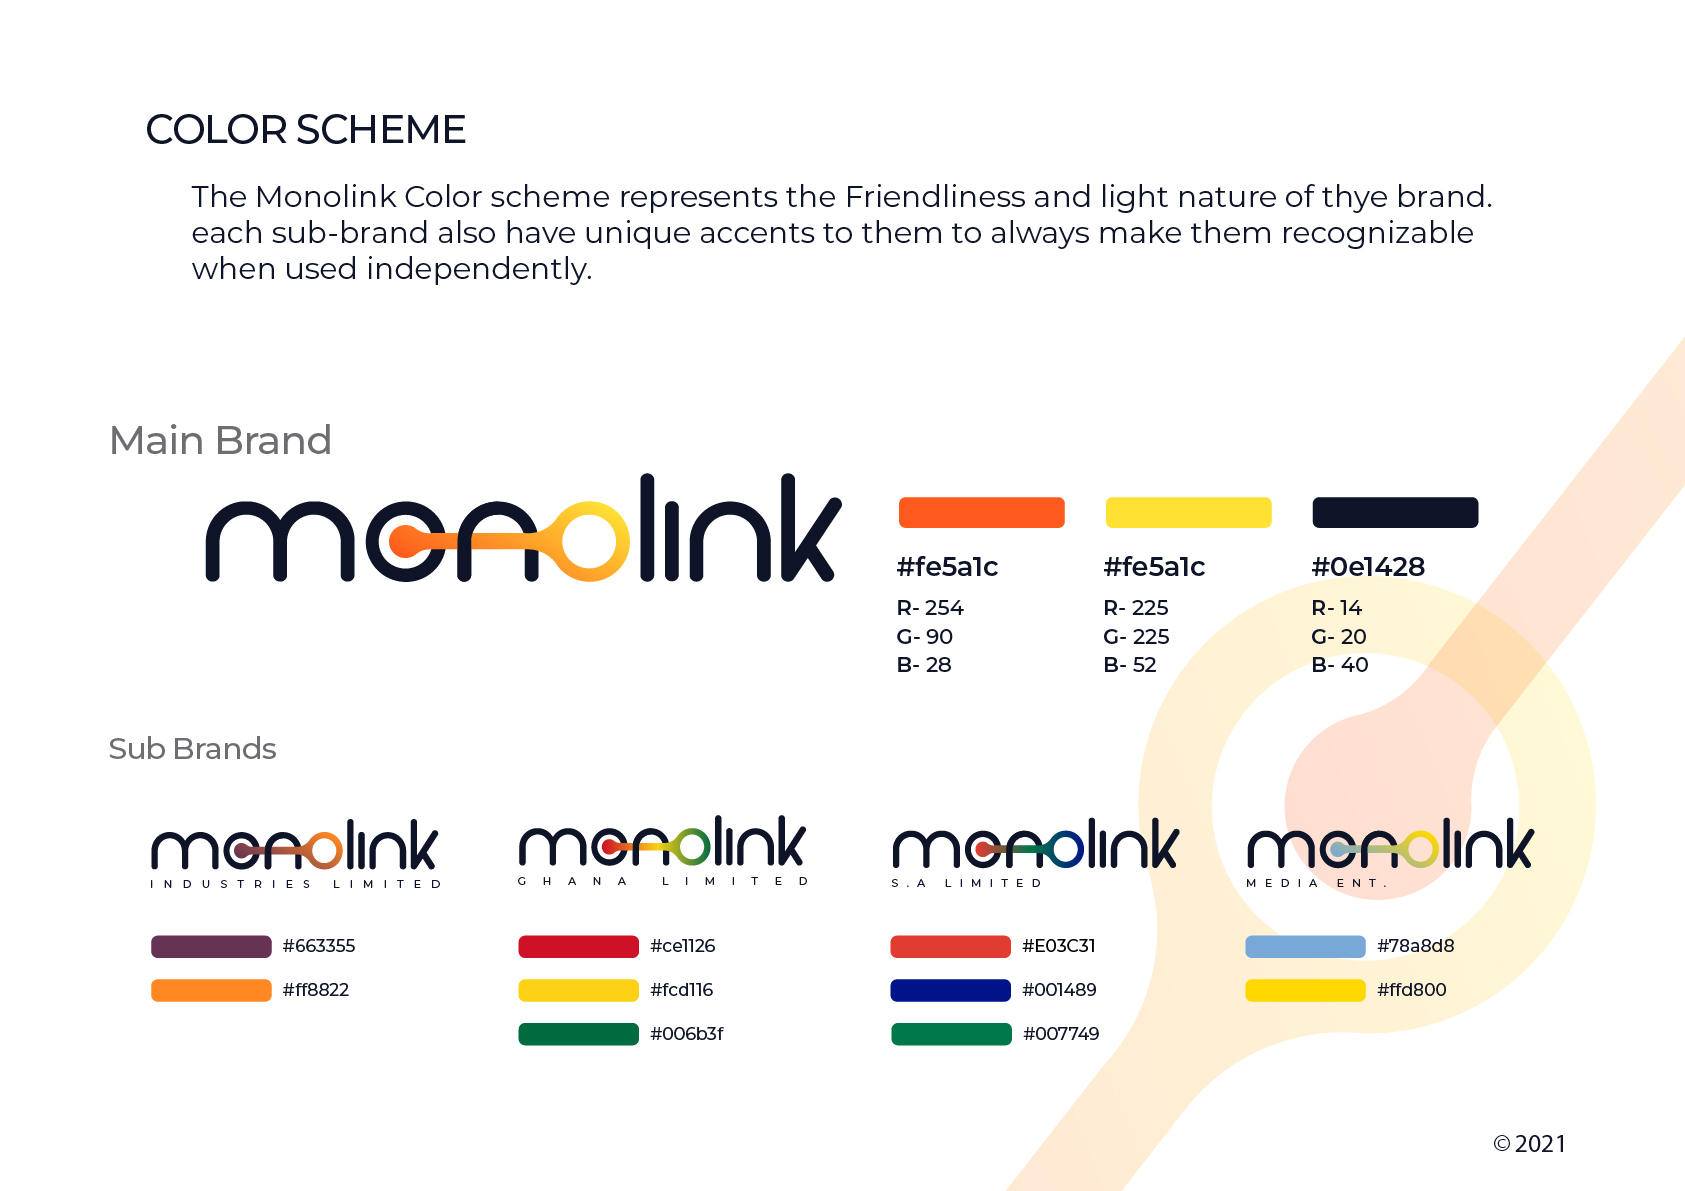 COLOR SCHEME
The Monolink Color scheme represents the Friendliness and light nature of thye brand.
each sub-brand also have unique accents to them to always make them recognizable
when used independently.
Main Brand
monolink
#fe5a1c
R- 254
G- 90
B- 28
#fe5a1c
R- 225
G- 225
B- 52
#0e1428
R- 14
G- 20
B- 40
Sub Brands
monolink
INDUSTRIES LIMITED
#663355
#ff8822
monolink
GHANA LIMITED
#ce1126
#fcd116
#006b3f
monolink
S.A LIMITED
#E03C31
#001489
#007749
monolink
MEDIA ENT.
#78a8d8
#ffd800
© 2021